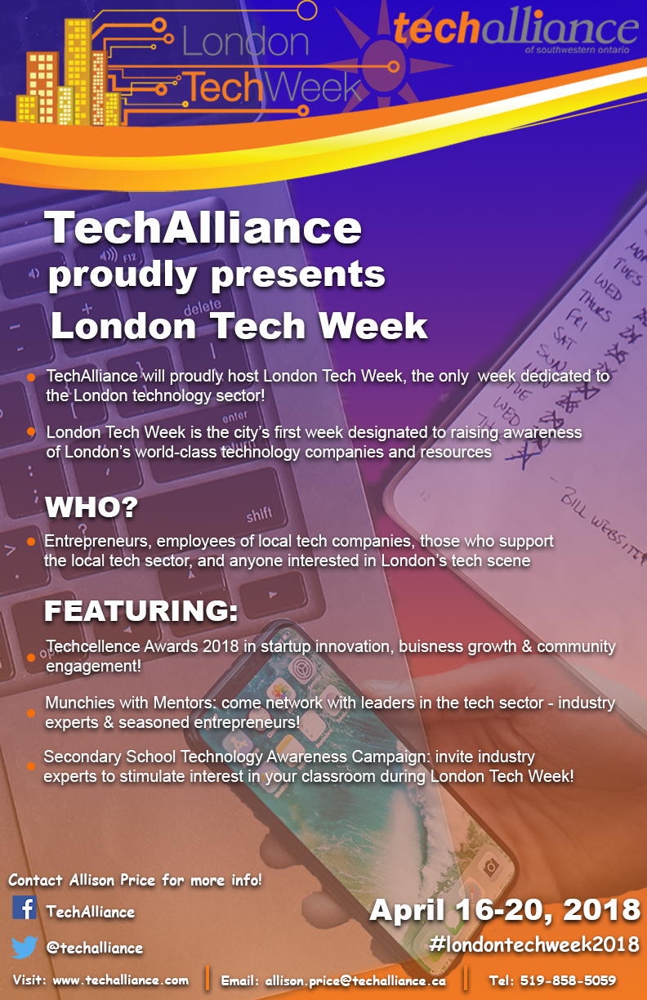 London
TechWeek
techalliance
of southwestern ontario
TechAlliance
proudly presents
London Tech Week
TechAlliance will proudly host London Tech Week, the only week dedicated to
the London technology sector!
London Tech Week is the city's first week designated to raising awareness
of London's world-class technology companies and resources
WHO?
Entrepreneurs, employees of local tech companies, those who support
the local tech sector, and anyone interested in London's tech scene
FEATURING:
Techcellence Awards 2018 in startup innovation, buisness growth & community
engagement!
Munchies with Mentors: come network with leaders in the tech sector - industry
experts & seasoned entrepreneurs!
Secondary School Technology Awareness Campaign: invite industry
experts to stimulate interest in your classroom during London Tech Week!
Contact Allison Price for more info!
TechAlliance
@techalliance
April 16-20, 2018
#londontechweek2018
Visit: www.techalliance.com
Email: allison.price@techalliance.ca
Tel: 519-858-5059
F12
delete
enter
return
shift
TUES
WED
THURS
FRI
SAT
SUN
TUE
WED
12
- BILL WEBSITE